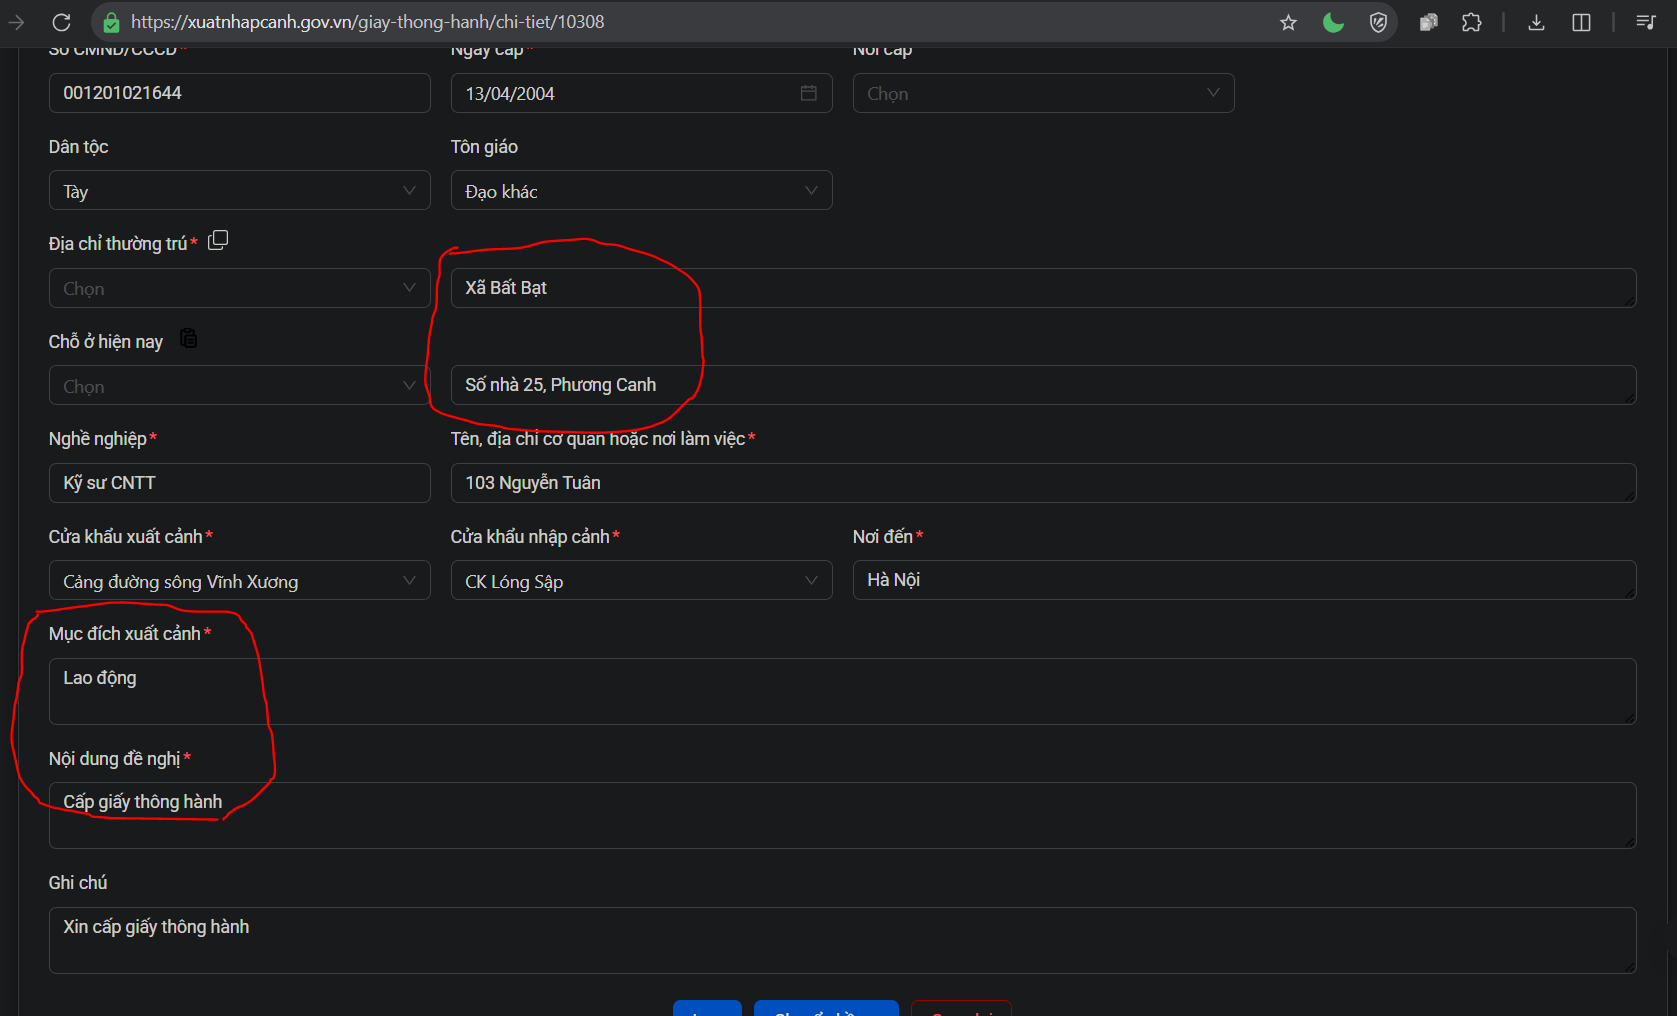 https://xuatnhapcanh.gov.vn/giay-thong-hanh/chi-tiet/10308
Số CMND/CCCD* Ngày cấp* Nơi cấp
001201021644 13/04/2004 Chọn
Dân tộc Tôn giáo
Tày Đạo khác
Địa chỉ thường trú*
Chọn Xã Bất Bạt
Chỗ ở hiện nay
Chọn Số nhà 25, Phương Canh
Nghề nghiệp* Tên, địa chỉ cơ quan hoặc nơi làm việc*
Kỹ sư CNTT 103 Nguyễn Tuân
Cửa khẩu xuất cảnh* Cửa khẩu nhập cảnh* Nơi đến*
Cảng đường sông Vĩnh Xương CK Lóng Sập Hà Nội
Mục đích xuất cảnh*
Lao động
Nội dung đề nghị*
Cấp giấy thông hành
Ghi chú
Xin cấp giấy thông hành